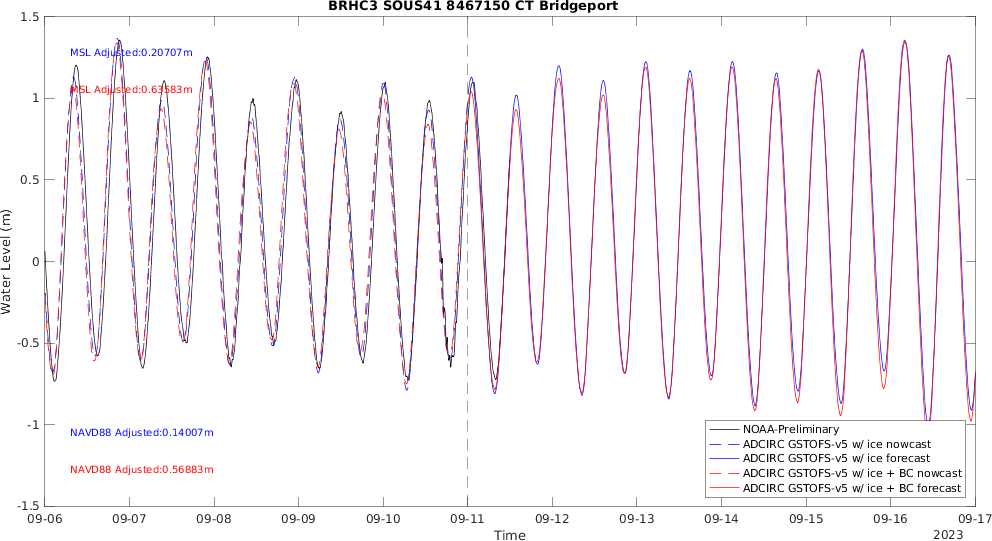 BRHC3 SOUS41 8467150 CT Bridgeport
1.5
1
0.5
0
-0.5
-1
-1.5
Water Level (m)
MSL Adjusted:0.20707m
MSL Adjusted:0.63583m
NAVD88 Adjusted:0.14007m
NAVD88 Adjusted:0.56883m
NOAA-Preliminary
ADCIRC GSTOFS-v5 w/ ice nowcast
ADCIRC GSTOFS-v5 w/ ice forecast
ADCIRC GSTOFS-v5 w/ ice + BC nowcast
ADCIRC GSTOFS-v5 w/ ice + BC forecast
09-06 09-07 09-08 09-09 09-10 09-11 09-12 09-13 09-14 09-15 09-16 09-17
Time
2023